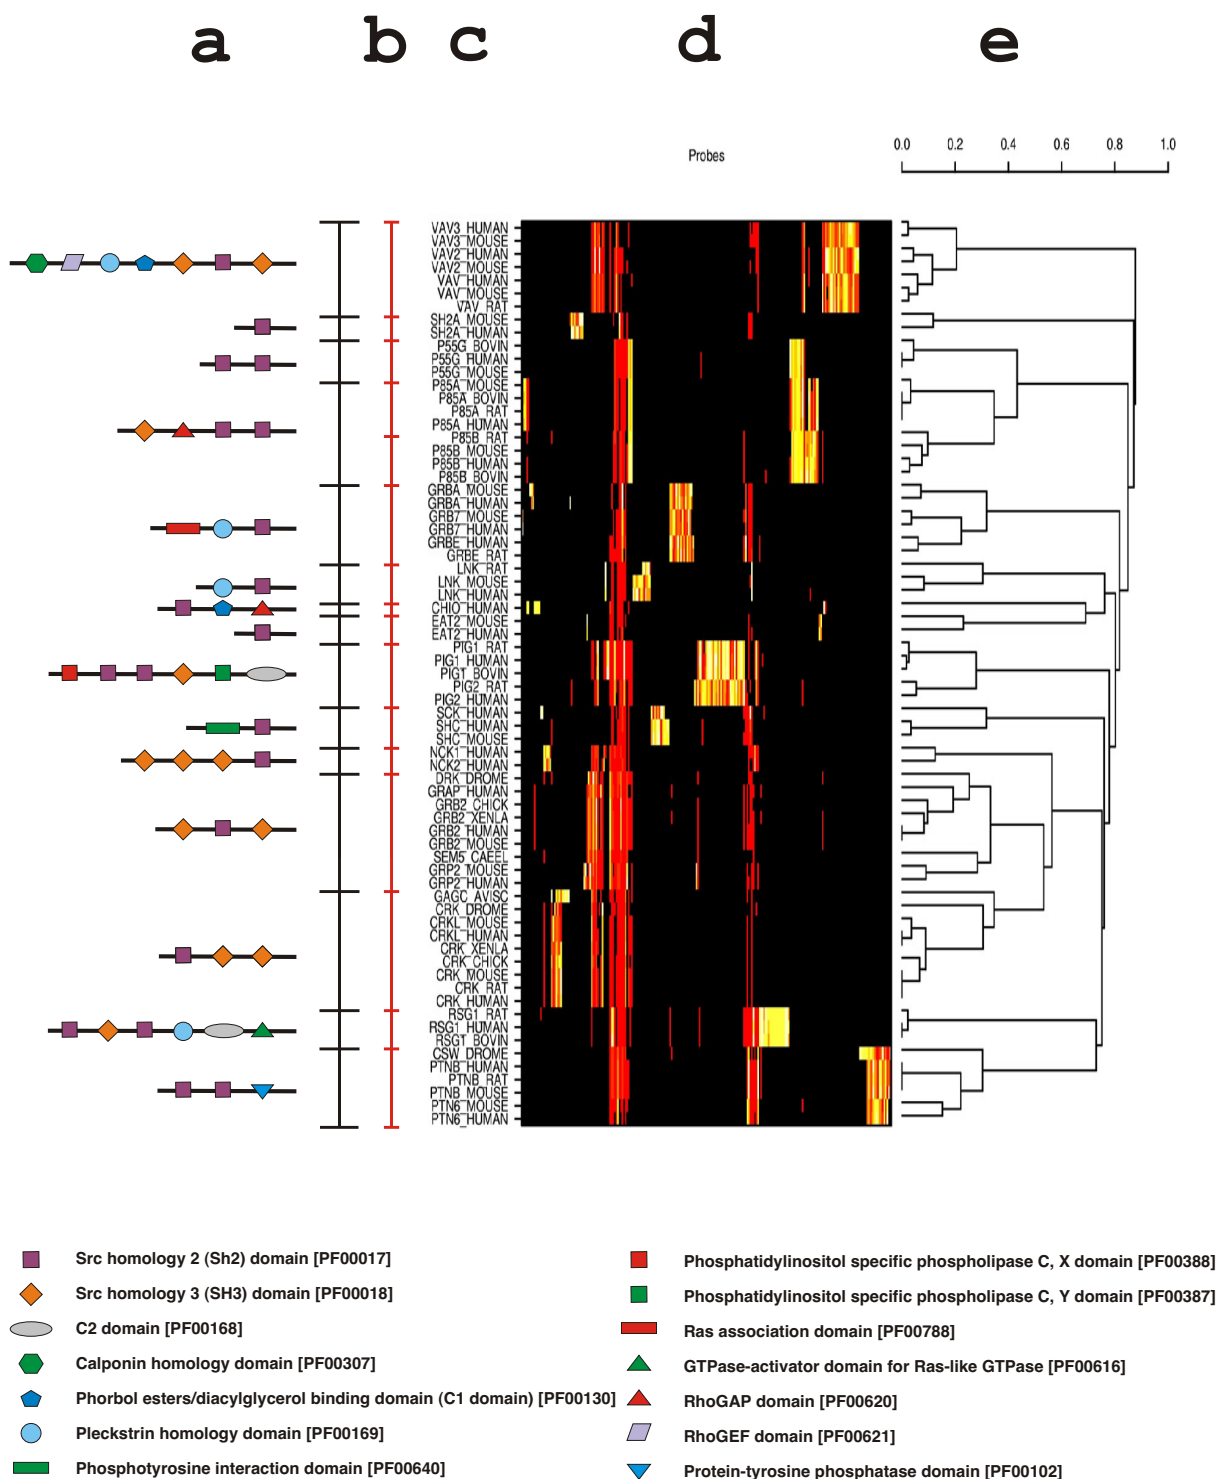 a b c d e
Probes
0.0 0.2 0.4 0.6 0.8 1.0
VAV3_HUMAN
VAV3_MOUSE
VAV2_HUMAN
VAV2_MOUSE
VAV_HUMAN
VAV_MOUSE
VAV_RAT
SH2A_MOUSE
SH2A_HUMAN
P55G_BOVIN
P55G_HUMAN
P55G_MOUSE
P85A_MOUSE
P85A_BOVIN
P85A_RAT
P85A_HUMAN
P85B_RAT
P85B_MOUSE
P85B_HUMAN
P85B_BOVIN
GRBA_MOUSE
GRBA_HUMAN
GRB7_MOUSE
GRB7_HUMAN
GRBE_HUMAN
GRBE_RAT
LNK_RAT
LNK_MOUSE
LNK_HUMAN
CHIO_HUMAN
EAT2_MOUSE
EAT2_HUMAN
PIG1_RAT
PIG1_HUMAN
PIG1_BOVIN
PIG2_RAT
PIG2_HUMAN
SCK_HUMAN
SHC_HUMAN
SHC_MOUSE
NCK1_HUMAN
NCK2_HUMAN
DRK_DROME
GRAP_HUMAN
GRB2_CHICK
GRB2_XENLA
GRB2_HUMAN
GRB2_MOUSE
SEM5_CAEEL
GRP2_MOUSE
GRP2_HUMAN
GAGC_AVISC
CRK_DROME
CRKL_MOUSE
CRKL_HUMAN
CRK_XENLA
CRK_CHICK
CRK_MOUSE
CRK_RAT
CRK_HUMAN
RSG1_RAT
RSG1_HUMAN
RSG1_BOVIN
CSW_DROME
PTNB_HUMAN
PTNB_RAT
PTNB_MOUSE
PTN6_MOUSE
PTN6_HUMAN
Src homology 2 (Sh2) domain [PF00017]
Src homology 3 (SH3) domain [PF00018]
C2 domain [PF00168]
Calponin homology domain [PF00307]
Phorbol esters/diacylglycerol binding domain (C1 domain) [PF00130]
Pleckstrin homology domain [PF00169]
Phosphotyrosine interaction domain [PF00640]
Phosphatidylinositol specific phospholipase C, X domain [PF00388]
Phosphatidylinositol specific phospholipase C, Y domain [PF00387]
Ras association domain [PF00788]
GTPase-activator domain for Ras-like GTPase [PF00616]
RhoGAP domain [PF00620]
RhoGEF domain [PF00621]
Protein-tyrosine phosphatase domain [PF00102]